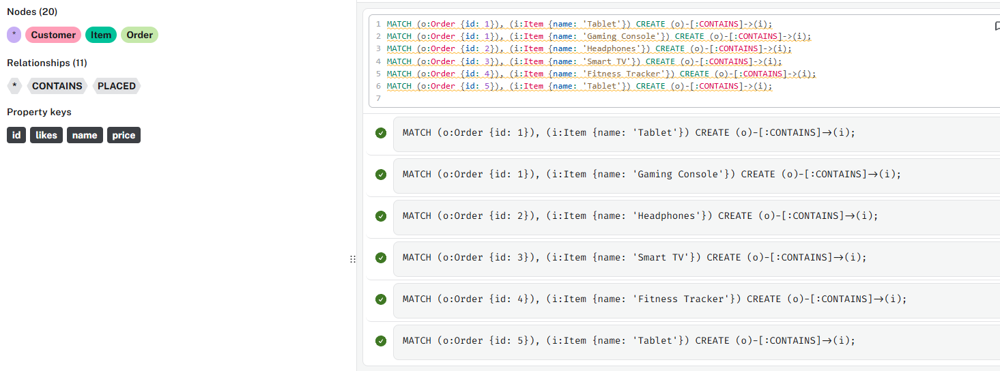 Nodes (20)
* Customer Item Order
Relationships (11)
* CONTAINS PLACED
Property keys
id likes name price
1 MATCH (o:Order {id: 1}), (i:Item {name: 'Tablet'}) CREATE (o)-[:CONTAINS]->(i);
2 MATCH (o:Order {id: 1}), (i:Item {name: 'Gaming Console'}) CREATE (o)-[:CONTAINS]->(i);
3 MATCH (o:Order {id: 2}), (i:Item {name: 'Headphones'}) CREATE (o)-[:CONTAINS]->(i);
4 MATCH (o:Order {id: 3}), (i:Item {name: 'Smart TV'}) CREATE (o)-[:CONTAINS]->(i);
5 MATCH (o:Order {id: 4}), (i:Item {name: 'Fitness Tracker'}) CREATE (o)-[:CONTAINS]->(i);
6 MATCH (o:Order {id: 5}), (i:Item {name: 'Tablet'}) CREATE (o)-[:CONTAINS]->(i);
7
MATCH (o:Order {id: 1}), (i:Item {name: 'Tablet'}) CREATE (o)-[:CONTAINS]->(i);
MATCH (o:Order {id: 1}), (i:Item {name: 'Gaming Console'}) CREATE (o)-[:CONTAINS]->(i);
MATCH (o:Order {id: 2}), (i:Item {name: 'Headphones'}) CREATE (o)-[:CONTAINS]->(i);
MATCH (o:Order {id: 3}), (i:Item {name: 'Smart TV'}) CREATE (o)-[:CONTAINS]->(i);
MATCH (o:Order {id: 4}), (i:Item {name: 'Fitness Tracker'}) CREATE (o)-[:CONTAINS]->(i);
MATCH (o:Order {id: 5}), (i:Item {name: 'Tablet'}) CREATE (o)-[:CONTAINS]->(i);